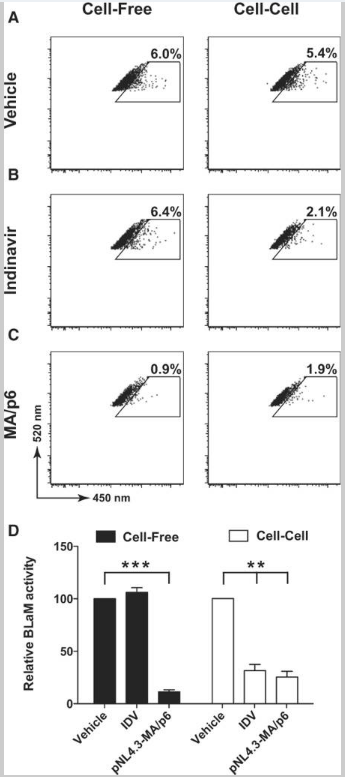 A
Cell-Free
Cell-Cell
Vehicle
6.0%
5.4%
B
Indinavir
6.4%
2.1%
C
MA/p6
0.9%
1.9%
520 nm
450 nm
D
Cell-Free
Cell-Cell
Relative BLaM activity
150
100
50
0
***
**
Vehicle
IDV
pNL4.3-MA/p6
Vehicle
IDV
pNL4.3-MA/p6